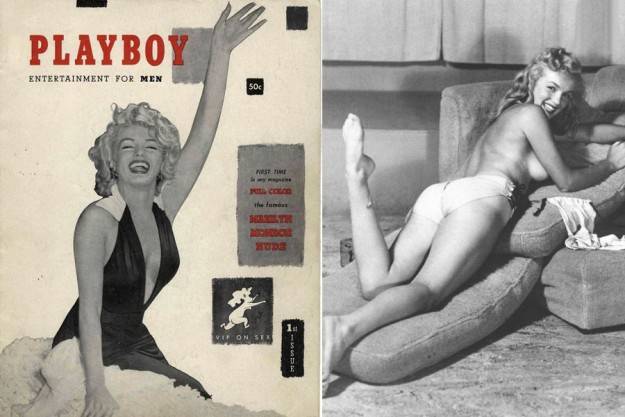 PLAYBOY
ENTERTAINMENT FOR MEN
50c
FIRST TIME
in any magazine
FULL COLOR
the famous
MARILYN
MONROE
NUDE
VIP ON SEX
1st
ISSUE